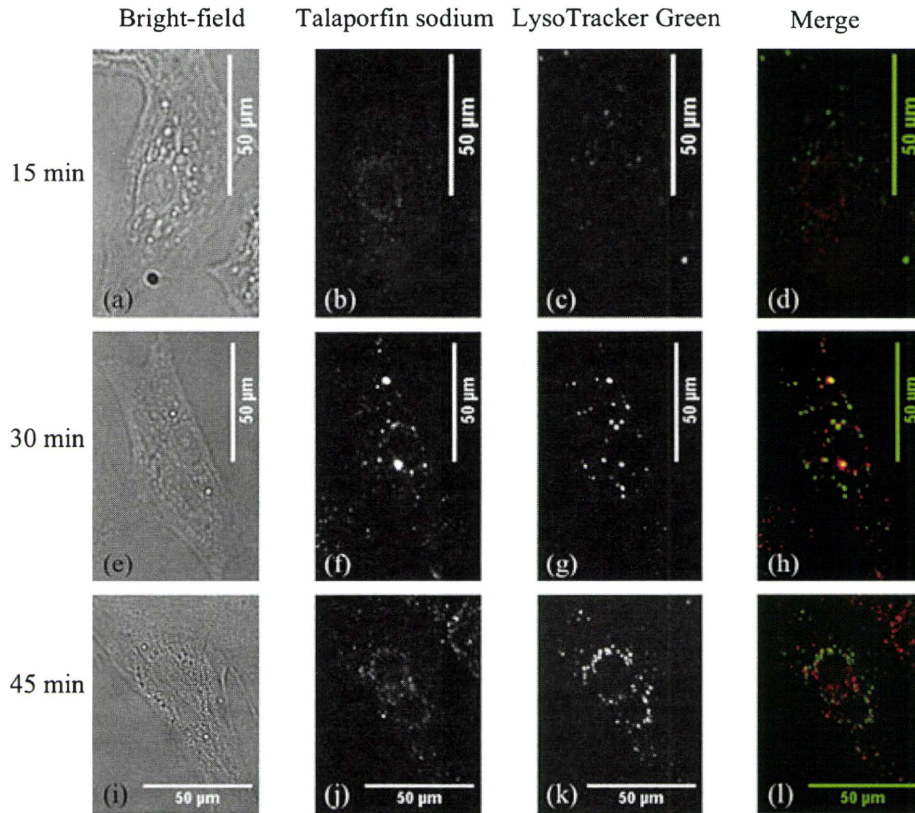 Bright-field Talaporfin sodium LysoTracker Green Merge
15 min
50 µm 50 µm 50 µm 50 µm
(a) (b) (c) (d)
30 min
50 µm 50 µm 50 µm 50 µm
(e) (f) (g) (h)
45 min
50 µm 50 µm 50 µm 50 µm
(i) (j) (k) (l)